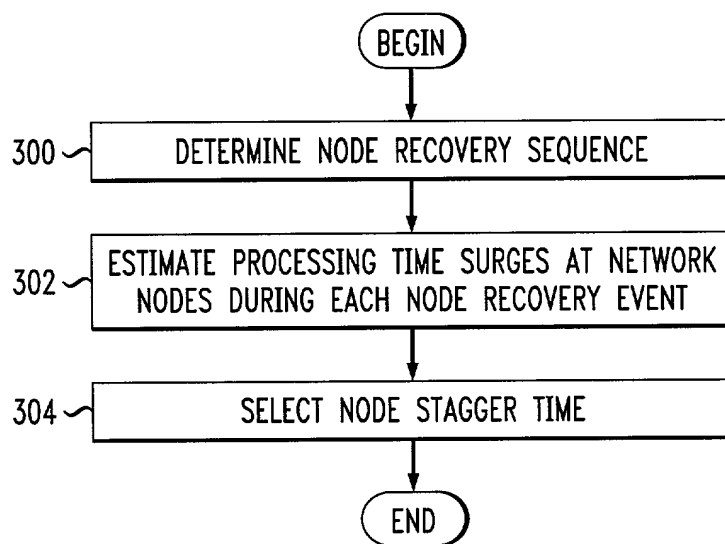 BEGIN
300
DETERMINE NODE RECOVERY SEQUENCE
302
ESTIMATE PROCESSING TIME SURGES AT NETWORK
NODES DURING EACH NODE RECOVERY EVENT
304
SELECT NODE STAGGER TIME
END